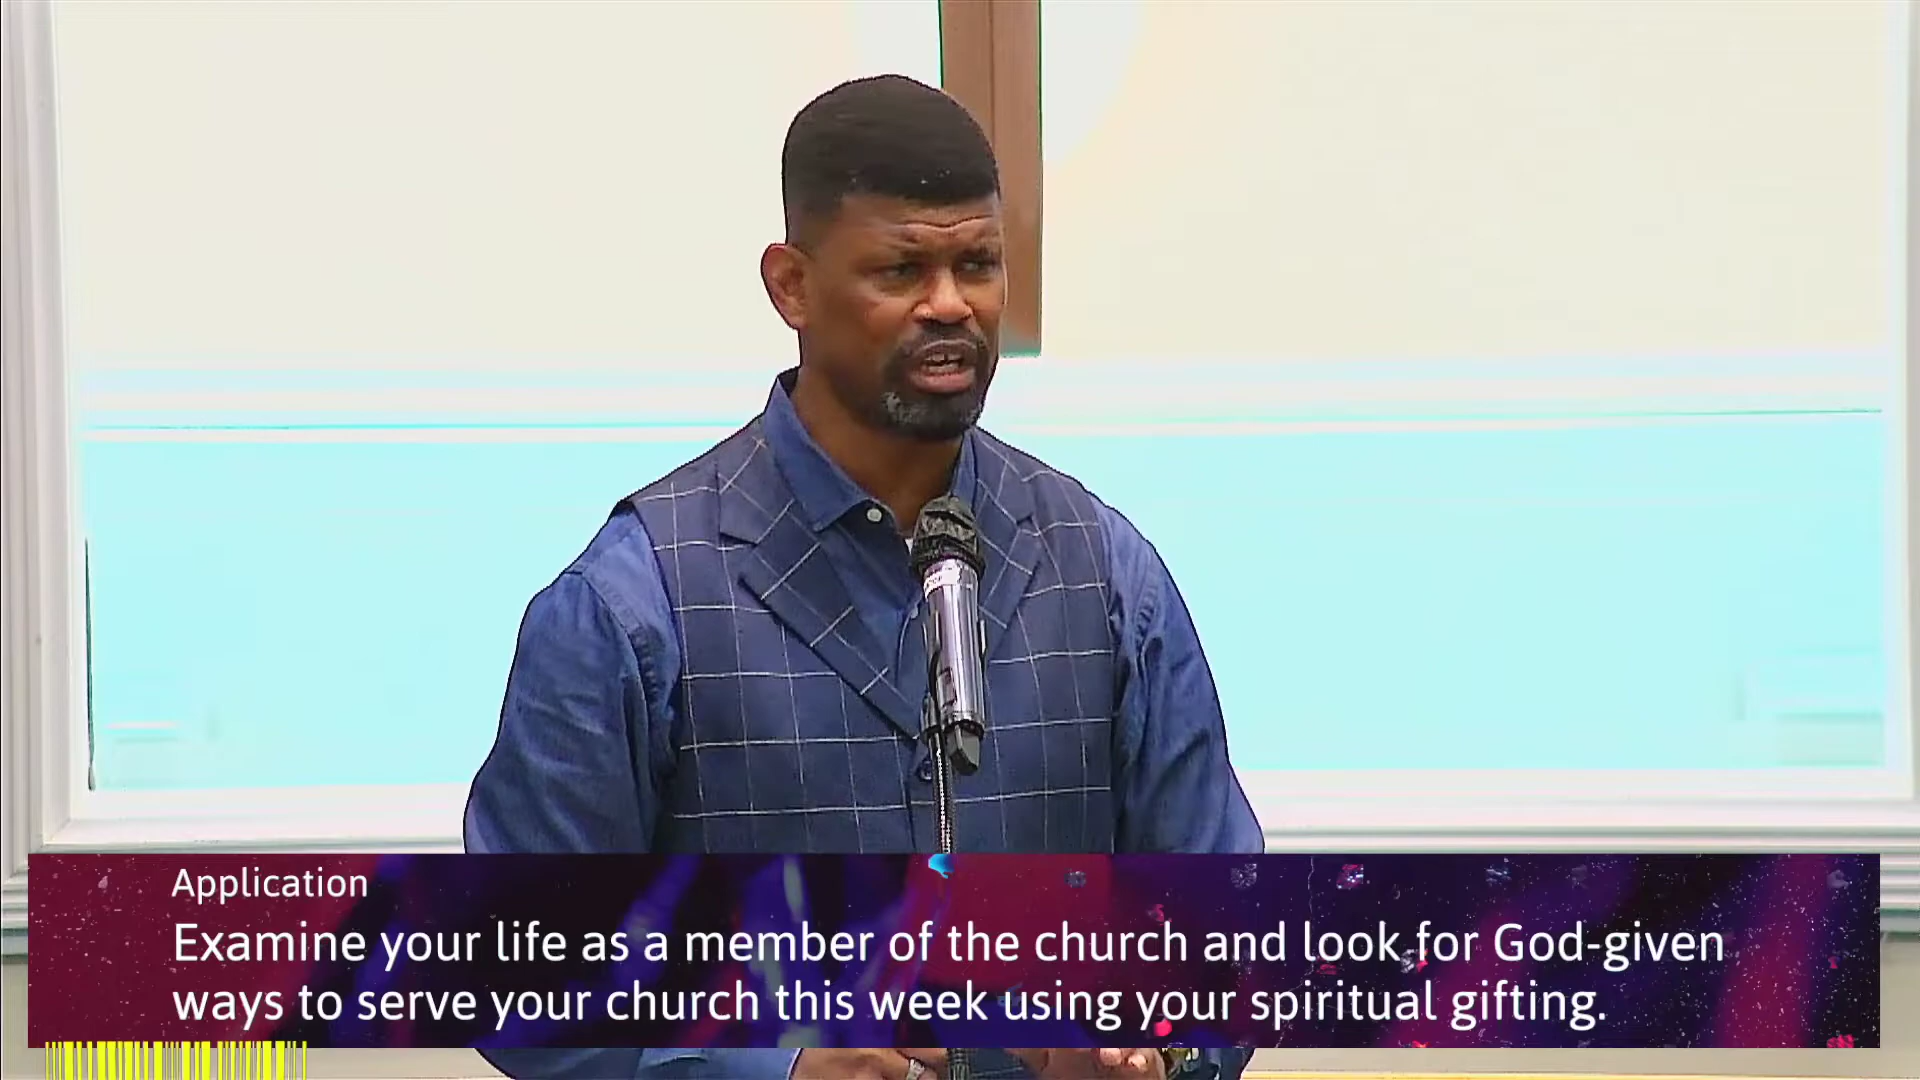 Application
Examine your life as a member of the church and look for God-given
ways to serve your church this week using your spiritual gifting.